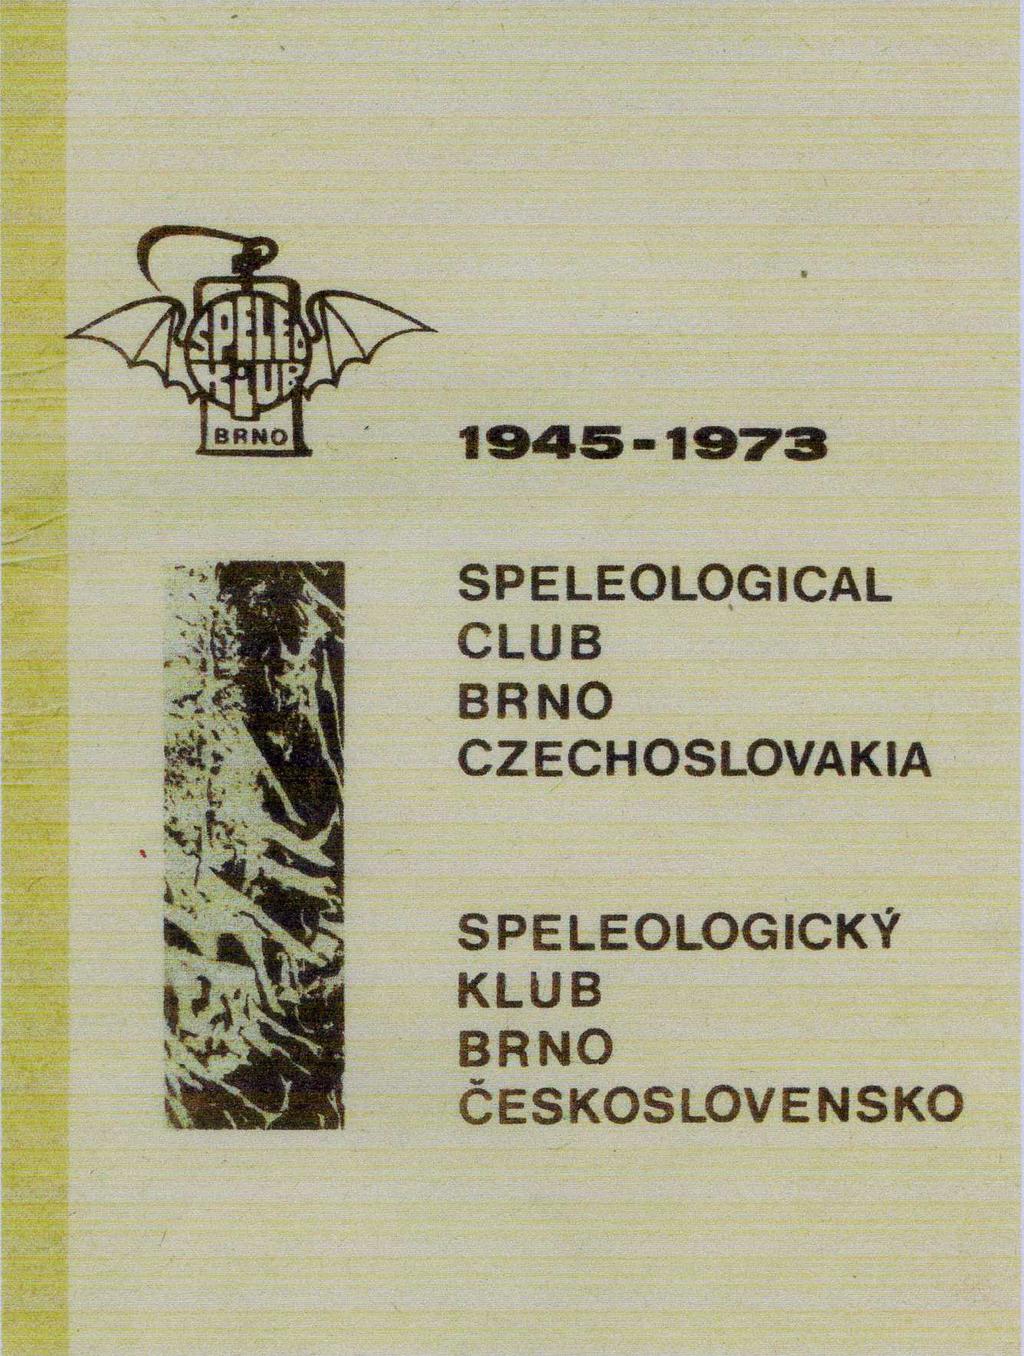 SPELEO
KLUB
BRNO
1945-1973
SPELEOLOGICAL
CLUB
BRNO
CZECHOSLOVAKIA
SPELEOLOGICKÝ
KLUB
BRNO
ČESKOSLOVENSKO